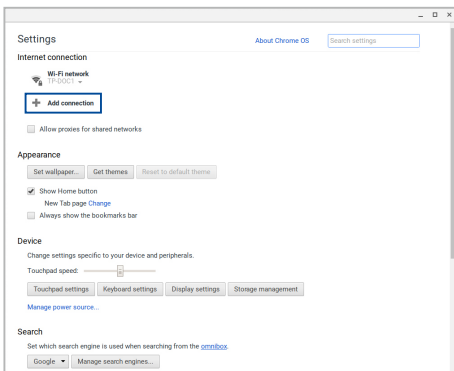 Settings
About Chrome OS
Search settings
Internet connection
Wi-Fi network
TP-DOC1
Add connection
Allow proxies for shared networks
Appearance
Set wallpaper... Get themes Reset to default theme
Show Home button
New Tab page Change
Always show the bookmarks bar
Device
Change settings specific to your device and peripherals.
Touchpad speed:
Touchpad settings Keyboard settings Display settings Storage management
Manage power source...
Search
Set which search engine is used when searching from the omnibox.
Google Manage search engines...